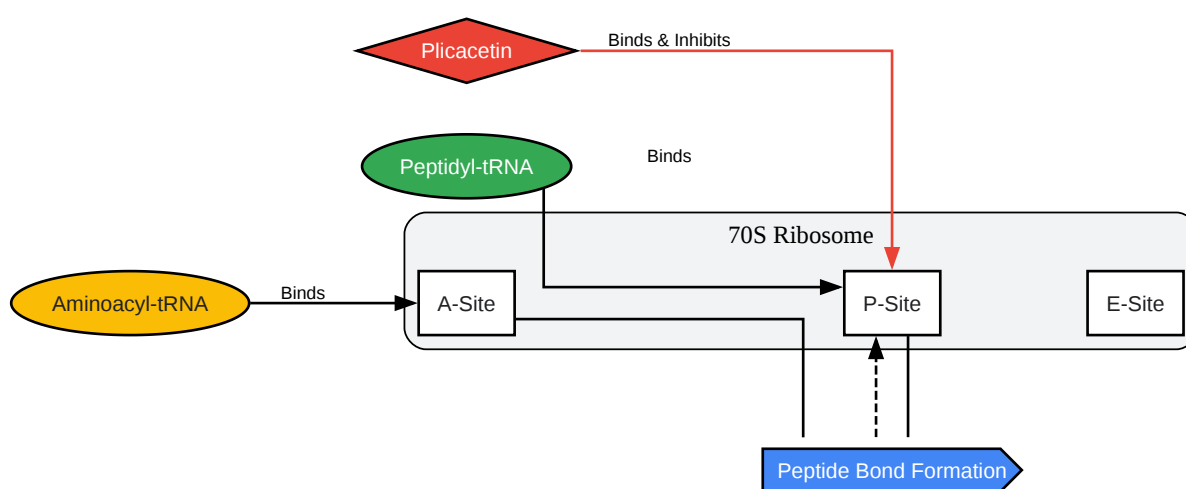 Plicacetin
Binds & Inhibits
Peptidyl-tRNA
Binds
70S Ribosome
Aminoacyl-tRNA
Binds
A-Site
P-Site
E-Site
Peptide Bond Formation